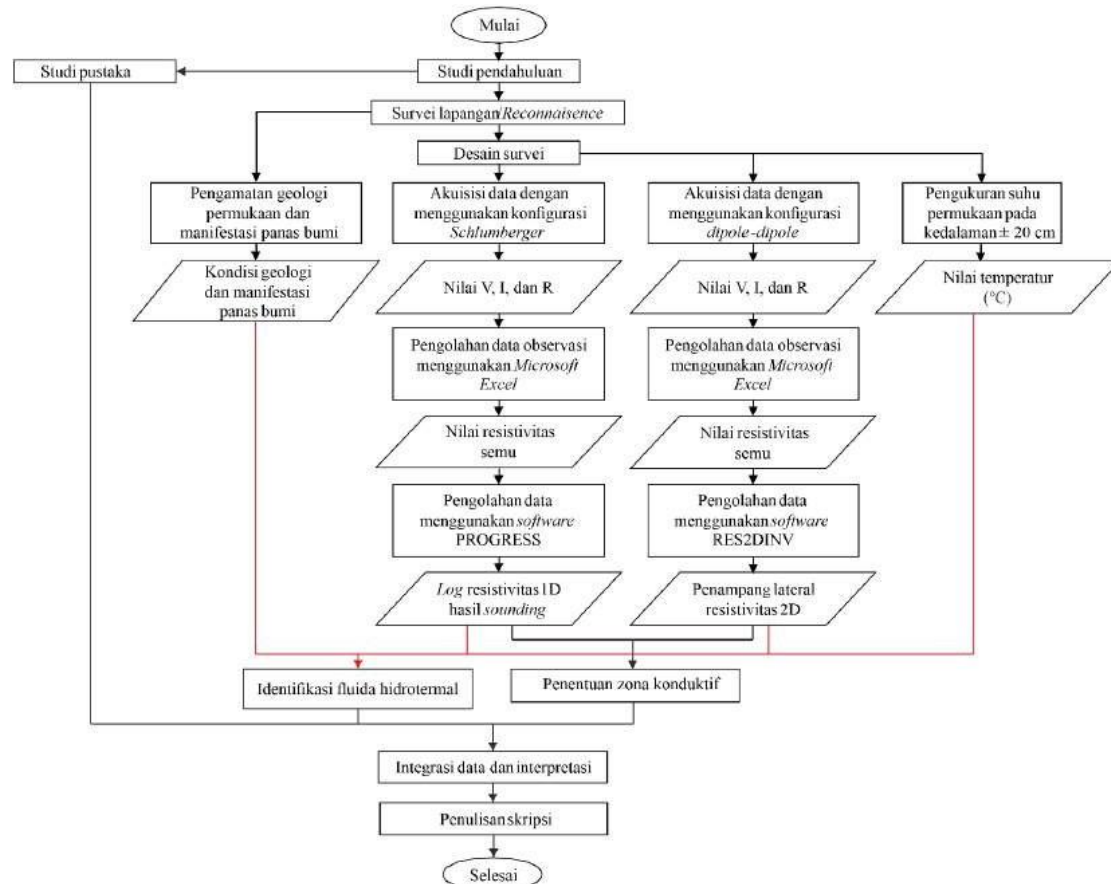 Mulai
Studi pustaka
Studi pendahuluan
Survei lapangan/Reconnaisence
Desain survei
Pengamatan geologi
permukaan dan
manifestasi panas bumi
Akuisisi data dengan
menggunakan konfigurasi
Schlumberger
Akuisisi data dengan
menggunakan konfigurasi
dipole-dipole
Pengukuran suhu
permukaan pada
kedalaman ± 20 cm
Kondisi geologi
dan manifestasi
panas bumi
Nilai V, I, dan R
Nilai V, I, dan R
Nilai temperatur
(°C)
Pengolahan data observasi
menggunakan Microsoft
Excel
Pengolahan data observasi
menggunakan Microsoft
Excel
Nilai resistivitas
semu
Nilai resistivitas
semu
Pengolahan data
menggunakan software
PROGRESS
Pengolahan data
menggunakan software
RES2DINV
Log resistivitas 1D
hasil sounding
Penampang lateral
resistivitas 2D
Identifikasi fluida hidrotermal
Penentuan zona konduktif
Integrasi data dan interpretasi
Penulisan skripsi
Selesai